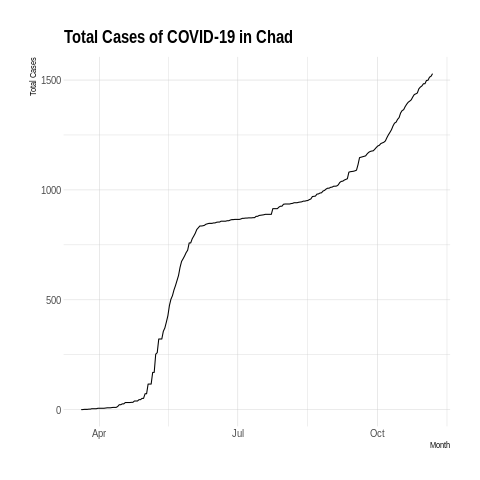 Total Cases of COVID-19 in Chad
Total Cases
1500
1000
500
0
Apr
Jul
Oct
Month